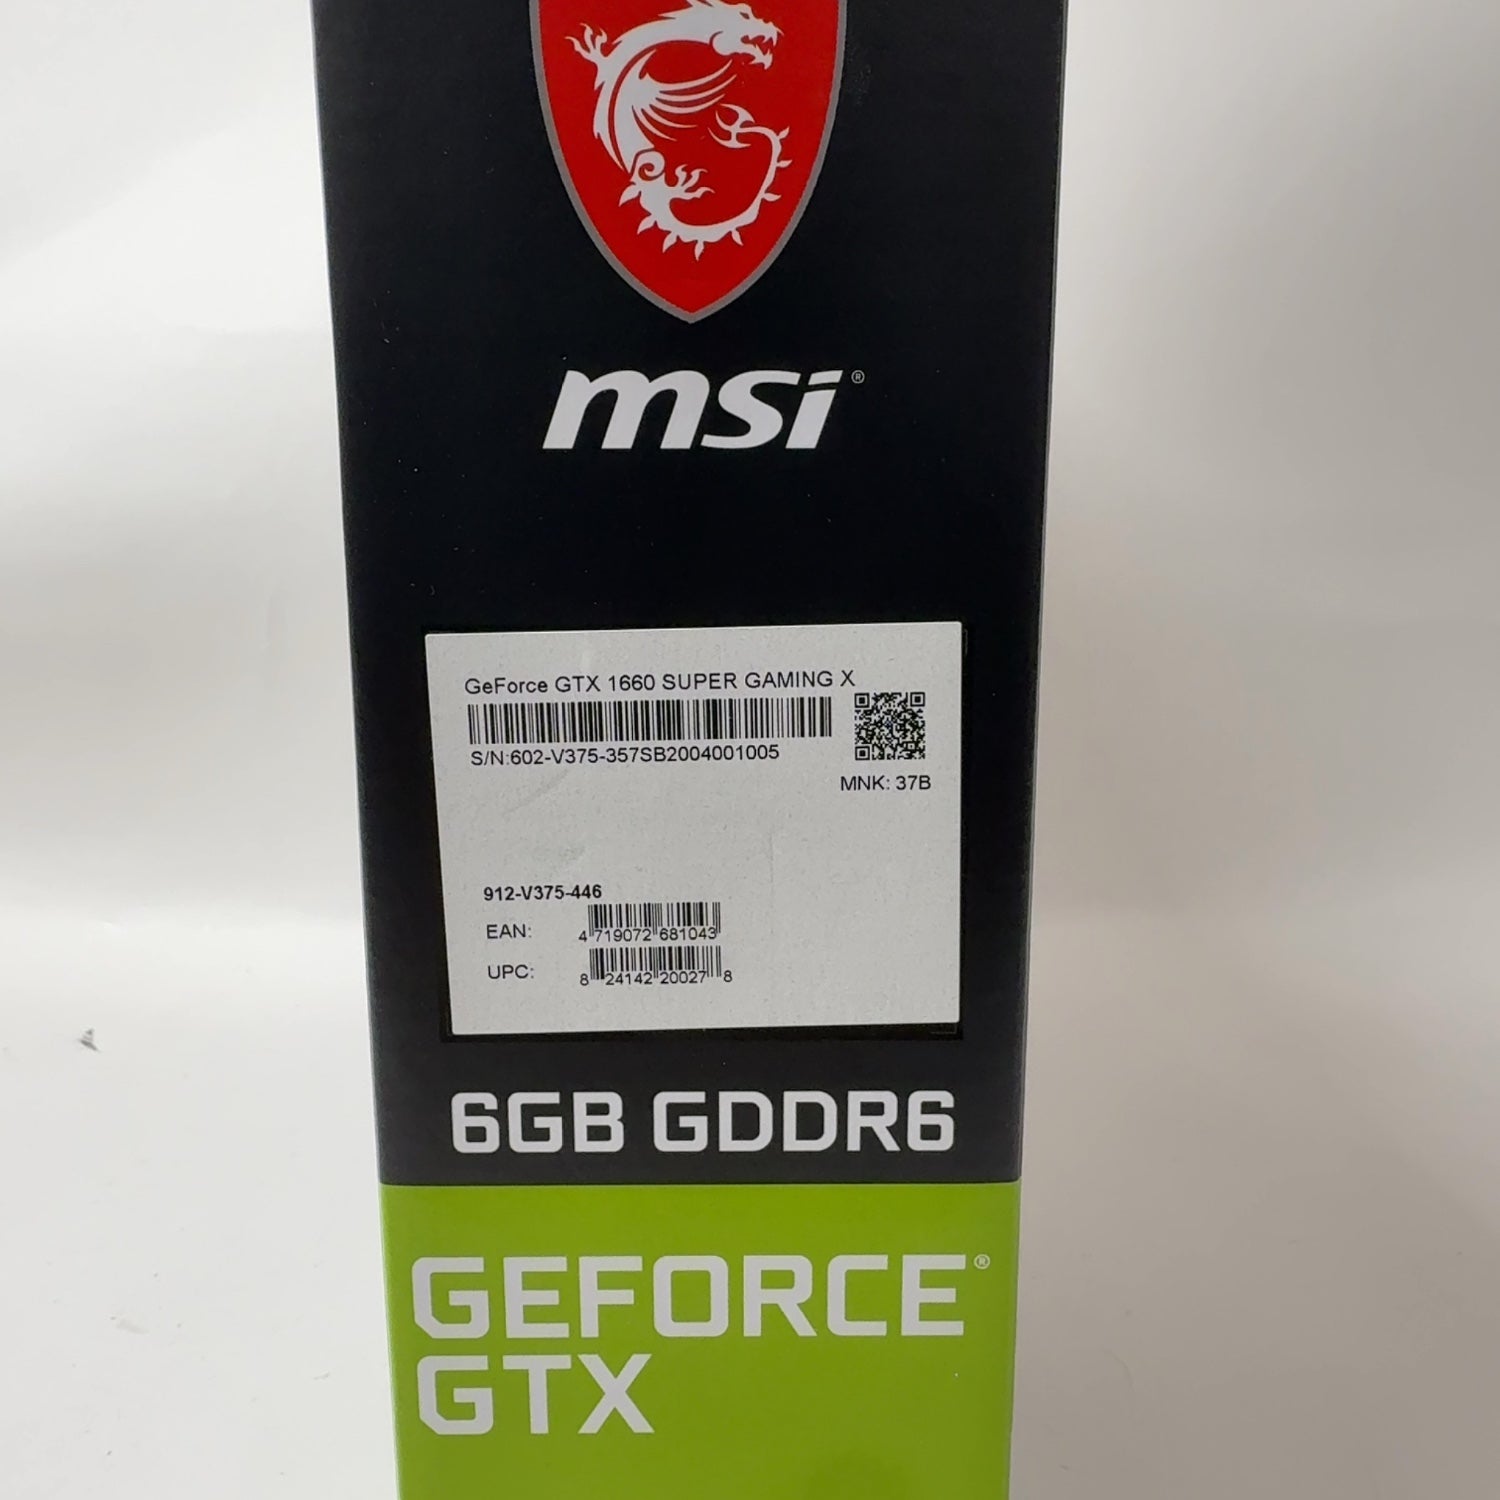 msi®
GeForce GTX 1660 SUPER GAMING X
S/N:602-V375-357SB2004001005
MNK: 37B
912-V375-446
EAN: 4 719072 681043
UPC: 8 24142 20027 8
6GB GDDR6
GEFORCE®
GTX